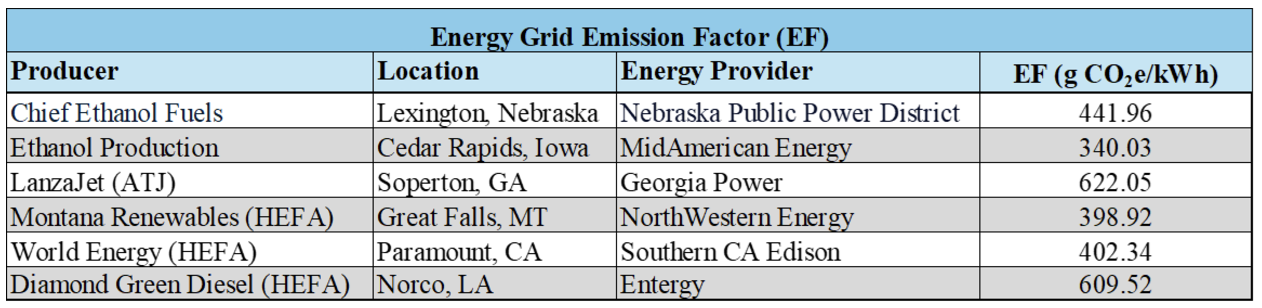 Energy Grid Emission Factor (EF)
Producer Location Energy Provider EF (g CO₂e/kWh)
Chief Ethanol Fuels Lexington, Nebraska Nebraska Public Power District 441.96
Ethanol Production Cedar Rapids, Iowa MidAmerican Energy 340.03
LanzaJet (ATJ) Soperton, GA Georgia Power 622.05
Montana Renewables (HEFA) Great Falls, MT NorthWestern Energy 398.92
World Energy (HEFA) Paramount, CA Southern CA Edison 402.34
Diamond Green Diesel (HEFA) Norco, LA Entergy 609.52